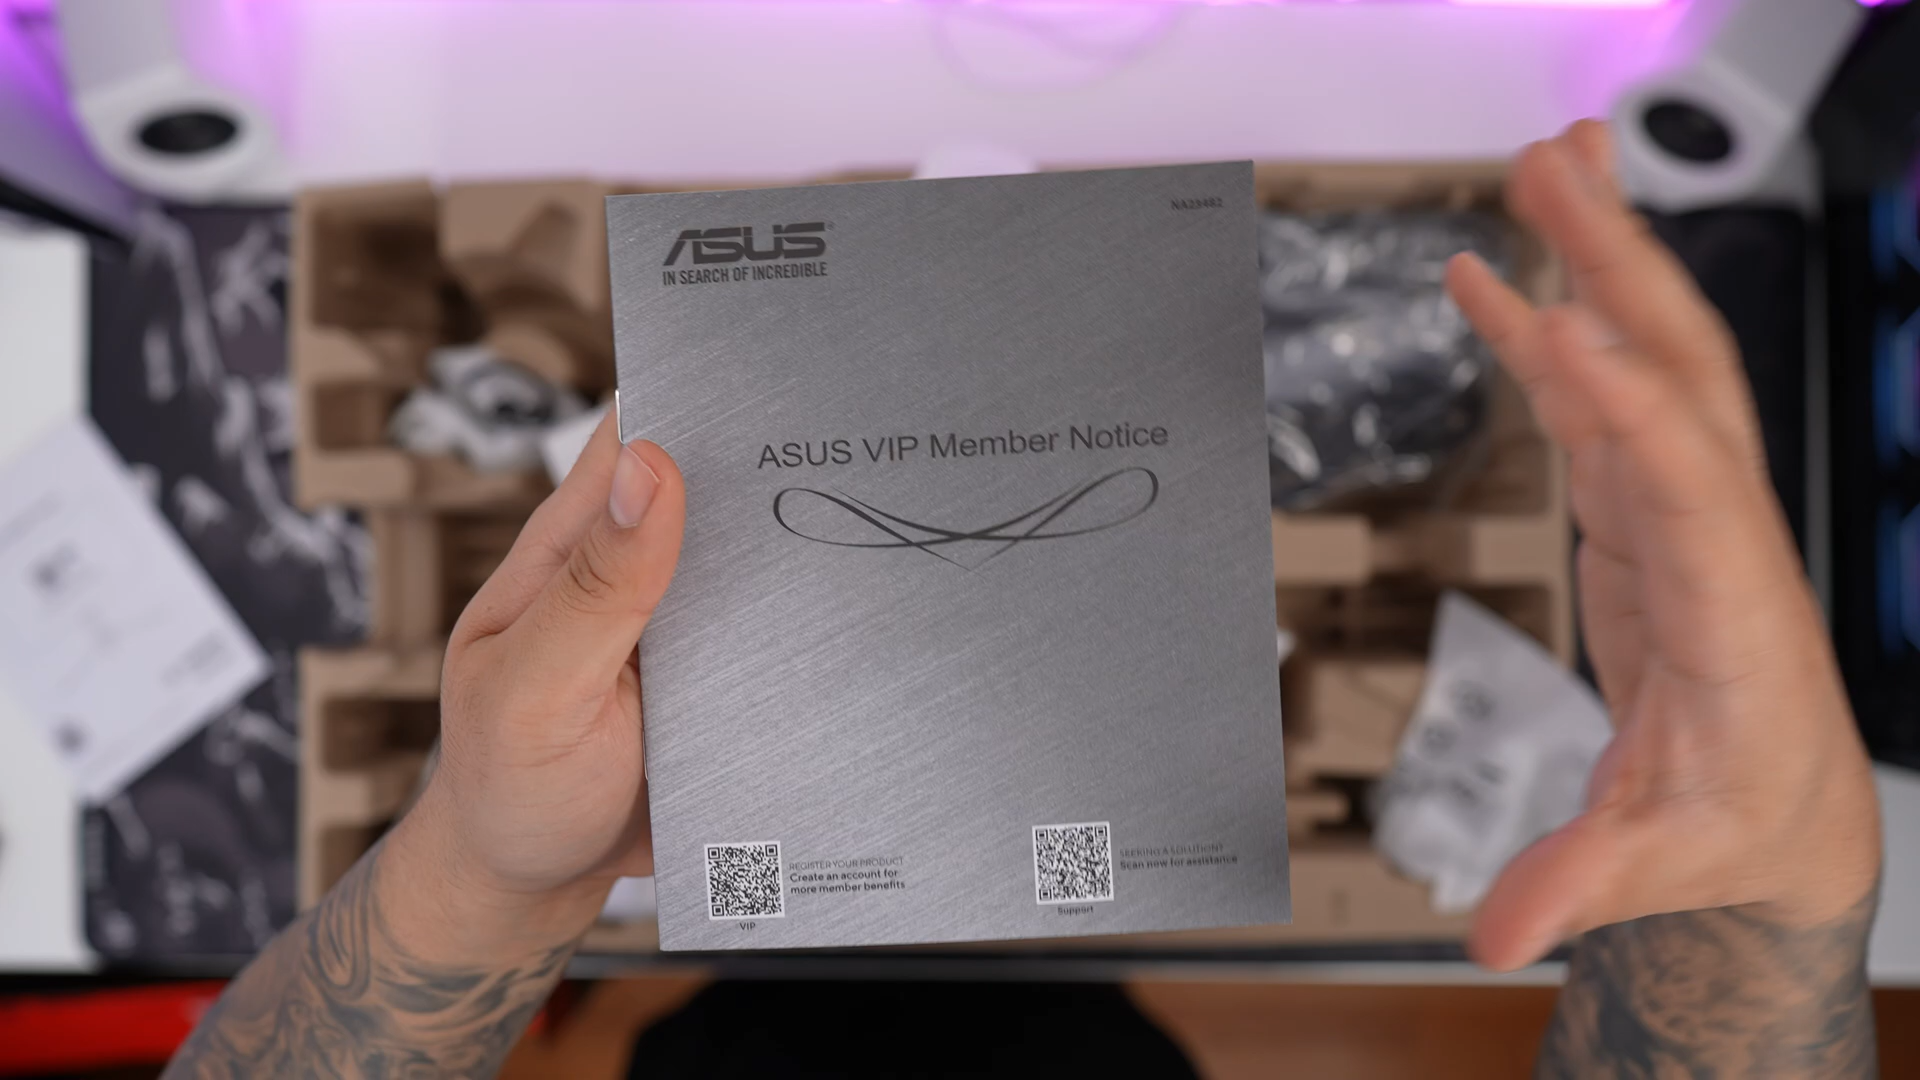 ASUS
IN SEARCH OF INCREDIBLE
NA23482
ASUS VIP Member Notice
REGISTER YOUR PRODUCT
Create an account for
more member benefits
VIP
SEEKING A SOLUTION?
Scan now for assistance
Support